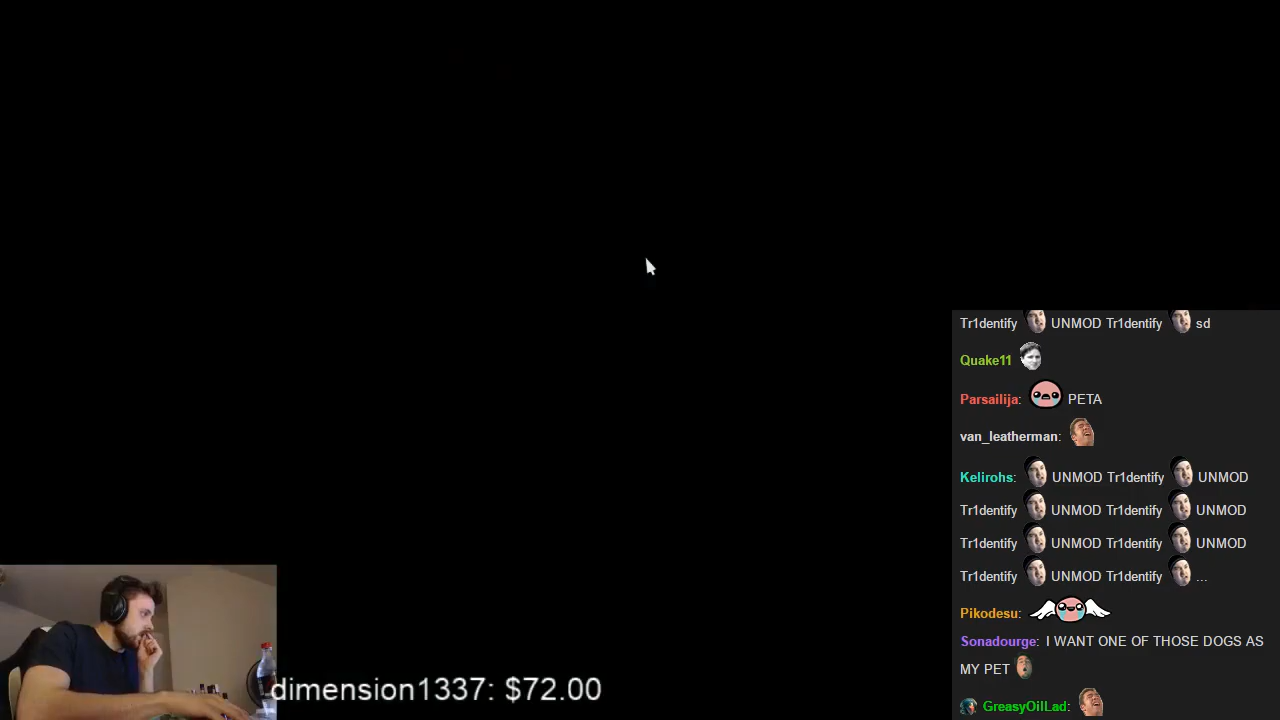 Tr1dentify UNMOD Tr1dentify sd
Quake11
Parsailija: PETA
van_leatherman:
Kelirohs: UNMOD Tr1dentify UNMOD
Tr1dentify UNMOD Tr1dentify UNMOD
Tr1dentify UNMOD Tr1dentify UNMOD
Tr1dentify UNMOD Tr1dentify ...
Pikodesu:
Sonadourge: I WANT ONE OF THOSE DOGS AS
MY PET
GreasyOilLad:
dimension1337: $72.00